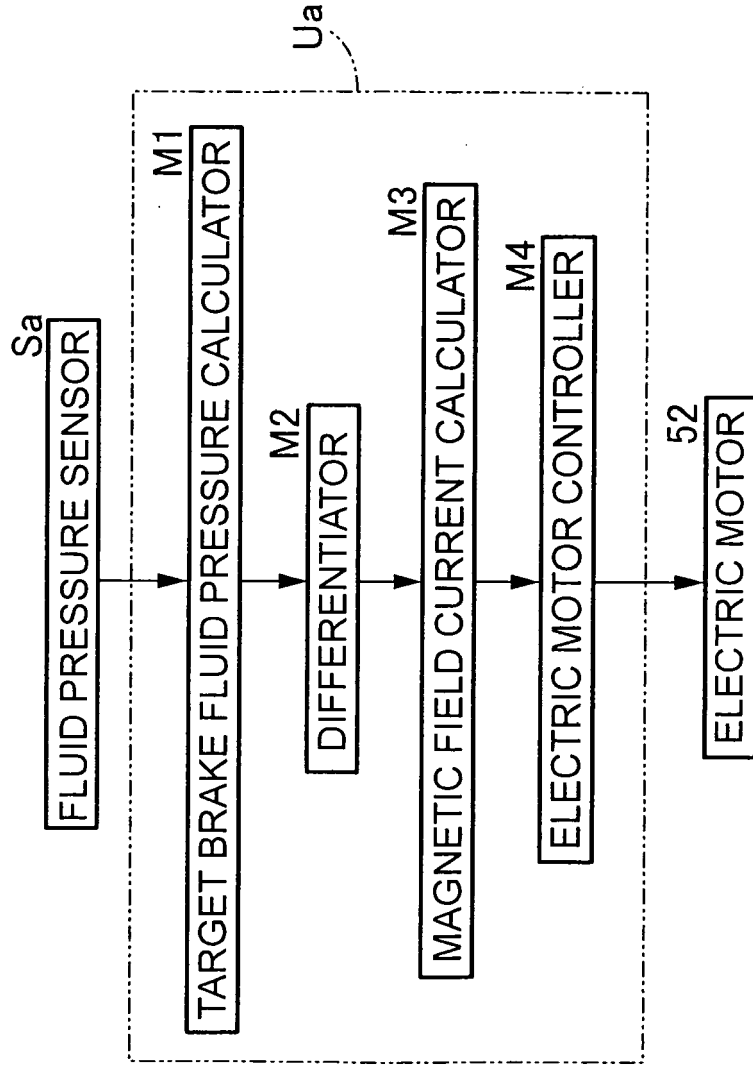 Sa
FLUID PRESSURE SENSOR
Ua
M1
TARGET BRAKE FLUID PRESSURE CALCULATOR
M2
DIFFERENTIATOR
M3
MAGNETIC FIELD CURRENT CALCULATOR
M4
ELECTRIC MOTOR CONTROLLER
52
ELECTRIC MOTOR